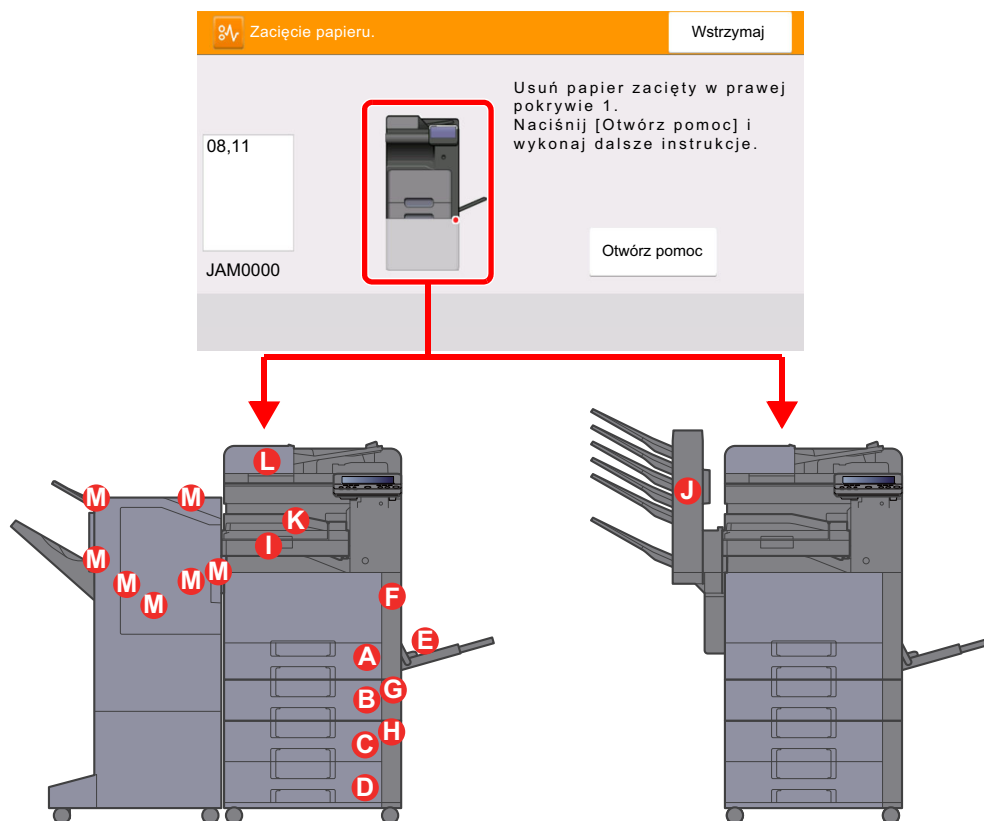 Zacięcie papieru.
Wstrzymaj
Usuń papier zacięty w prawej
pokrywie 1.
Naciśnij [Otwórz pomoc] i
wykonaj dalsze instrukcje.
08,11
Otwórz pomoc
JAM0000
L
M
M
J
K
I
M
M
M
M
M
F
E
A
G
B
H
C
D